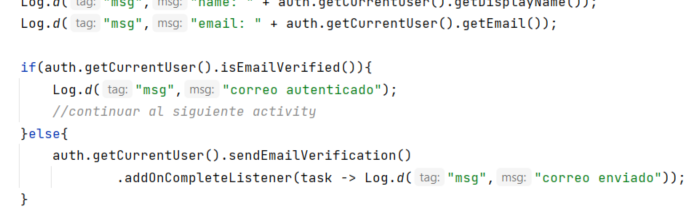 Log.d( tag: "msg", msg: "name: " + auth.getCurrentUser().getDisplayName());
Log.d( tag: "msg", msg: "email: " + auth.getCurrentUser().getEmail());
if(auth.getCurrentUser().isEmailVerified()){
Log.d( tag: "msg", msg: "correo autenticado");
//continuar al siguiente activity
}else{
auth.getCurrentUser().sendEmailVerification()
.addOnCompleteListener(task -> Log.d( tag: "msg", msg: "correo enviado"));
}